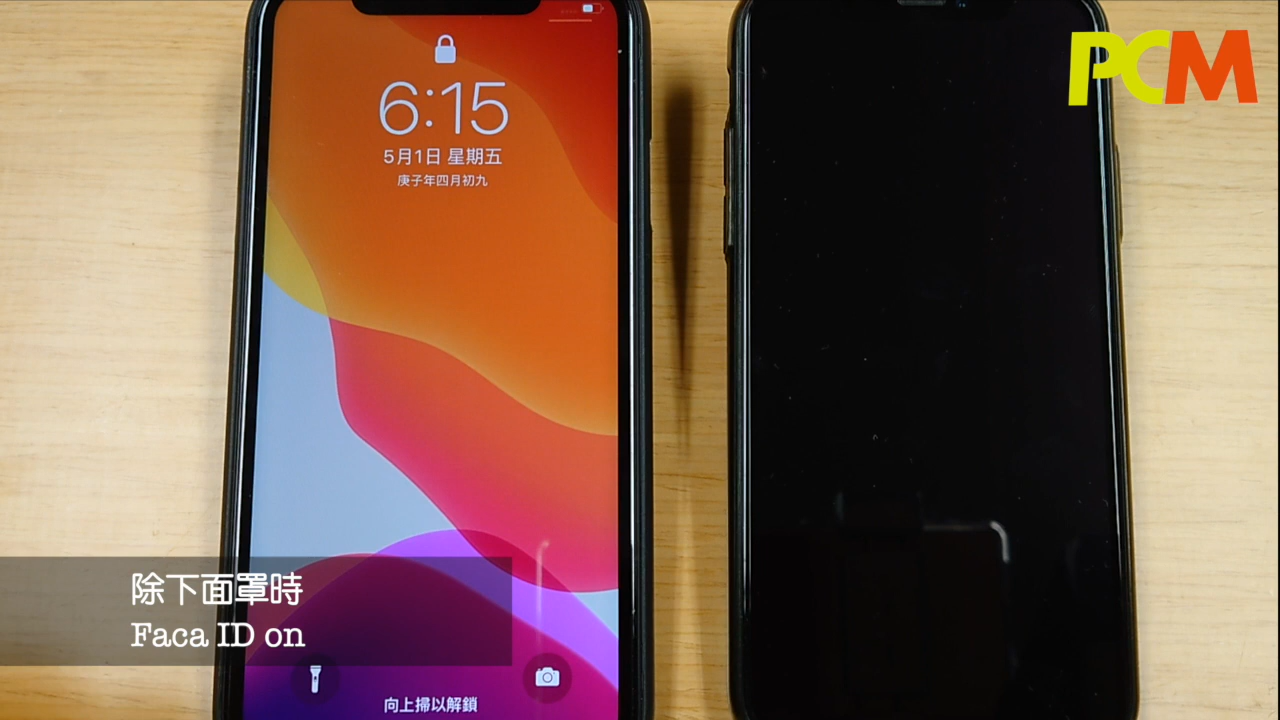 PCM
6:15
5月1日 星期五
庚子年四月初九
除下面罩時
Faca ID on
向上掃以解鎖